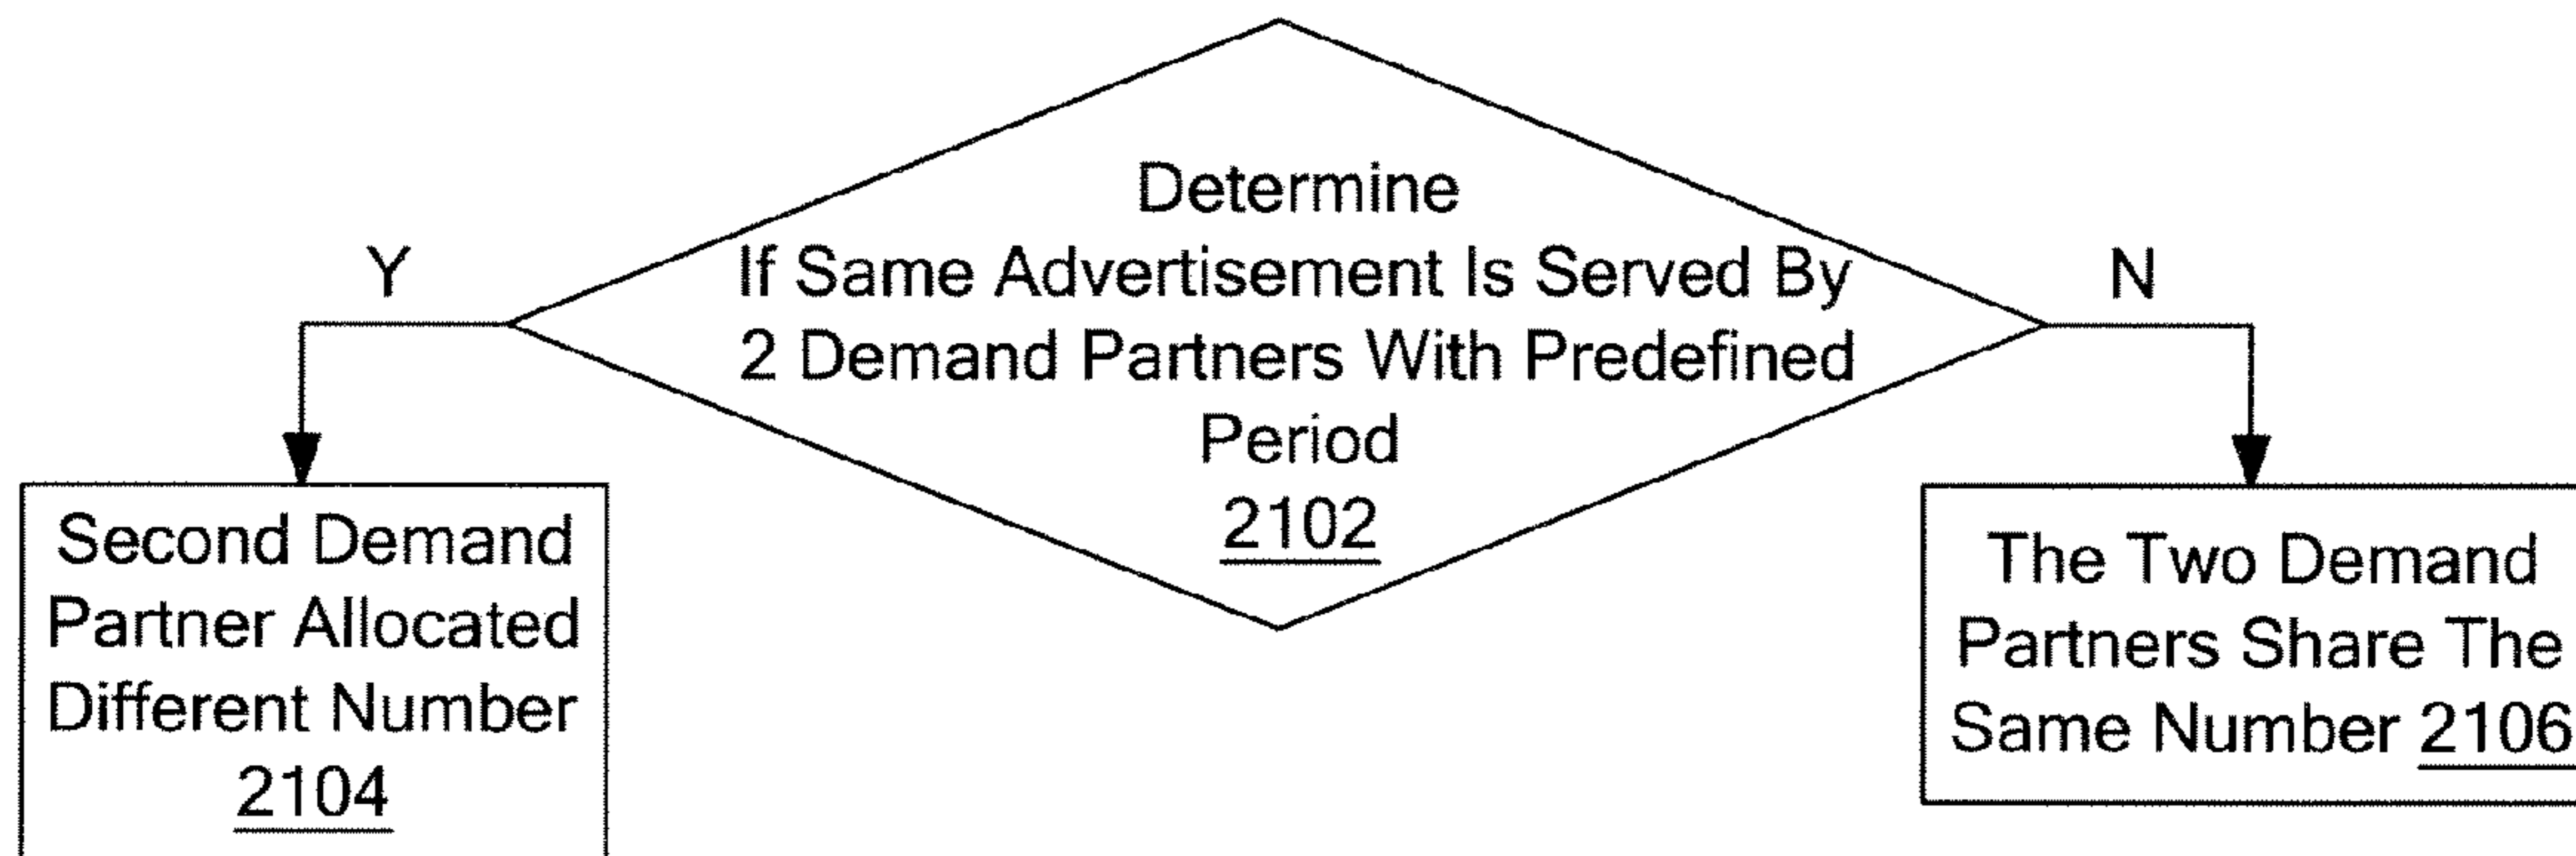 Determine
If Same Advertisement Is Served By
2 Demand Partners With Predefined
Period
2102
Y
N
Second Demand
Partner Allocated
Different Number
2104
The Two Demand
Partners Share The
Same Number 2106